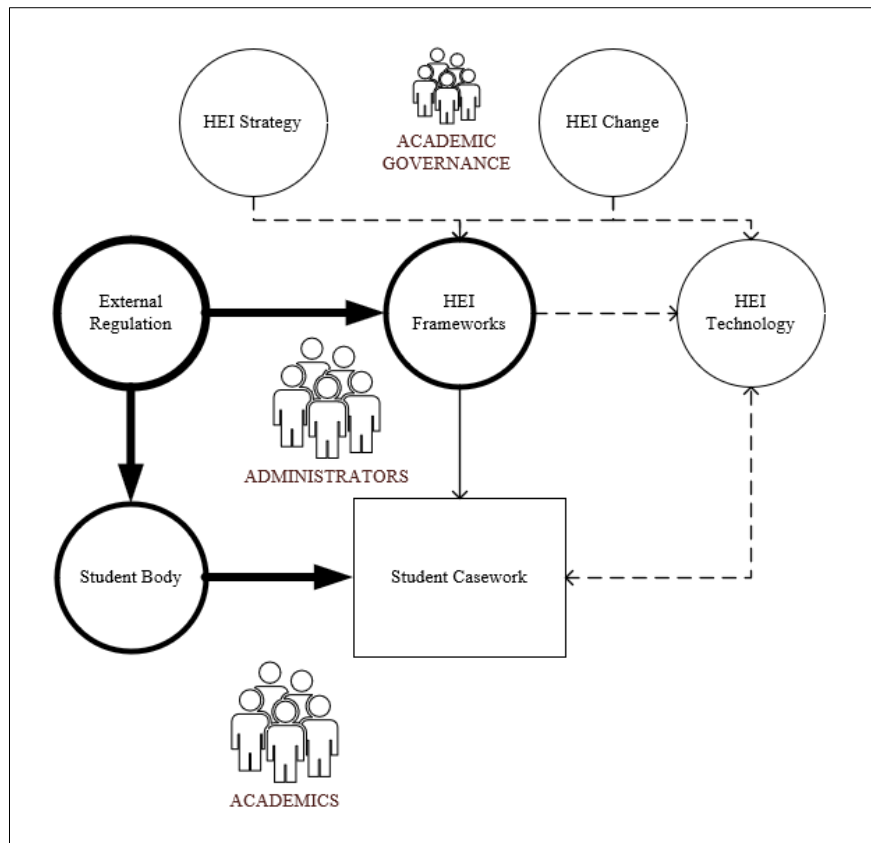 HEI Strategy
HEI Change
ACADEMIC
GOVERNANCE
External
Regulation
HEI
Frameworks
HEI
Technology
ADMINISTRATORS
Student Body
Student Casework
ACADEMICS